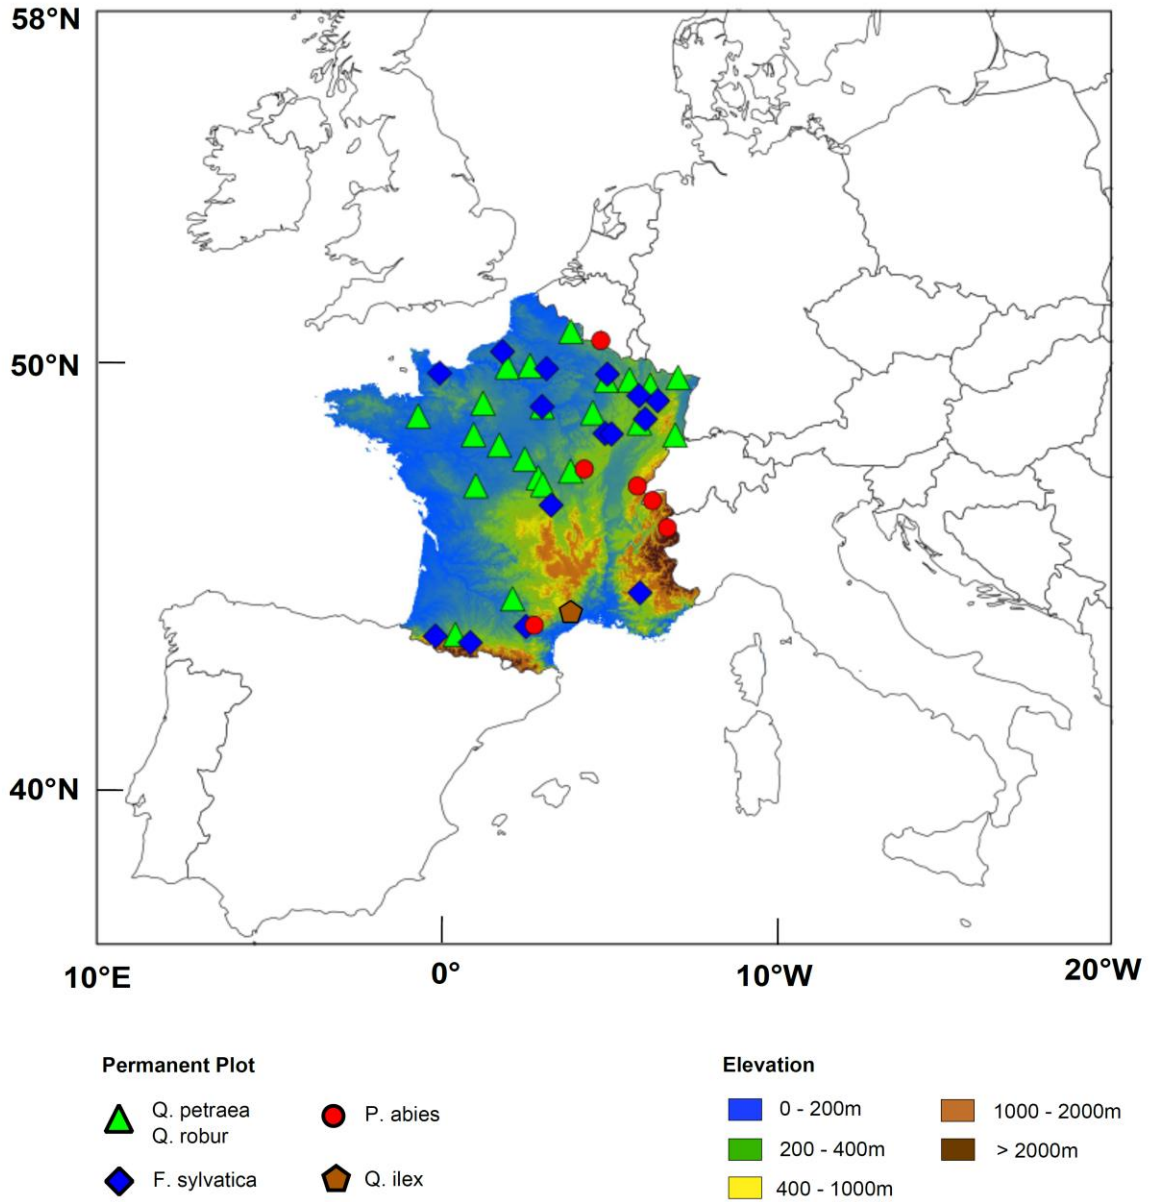 58°N
50°N
40°N
10°E
0°
10°W
20°W
Permanent Plot
Q. petraea
Q. robur
P. abies
F. sylvatica
Q. ilex
Elevation
0 - 200m
1000 - 2000m
200 - 400m
> 2000m
400 - 1000m